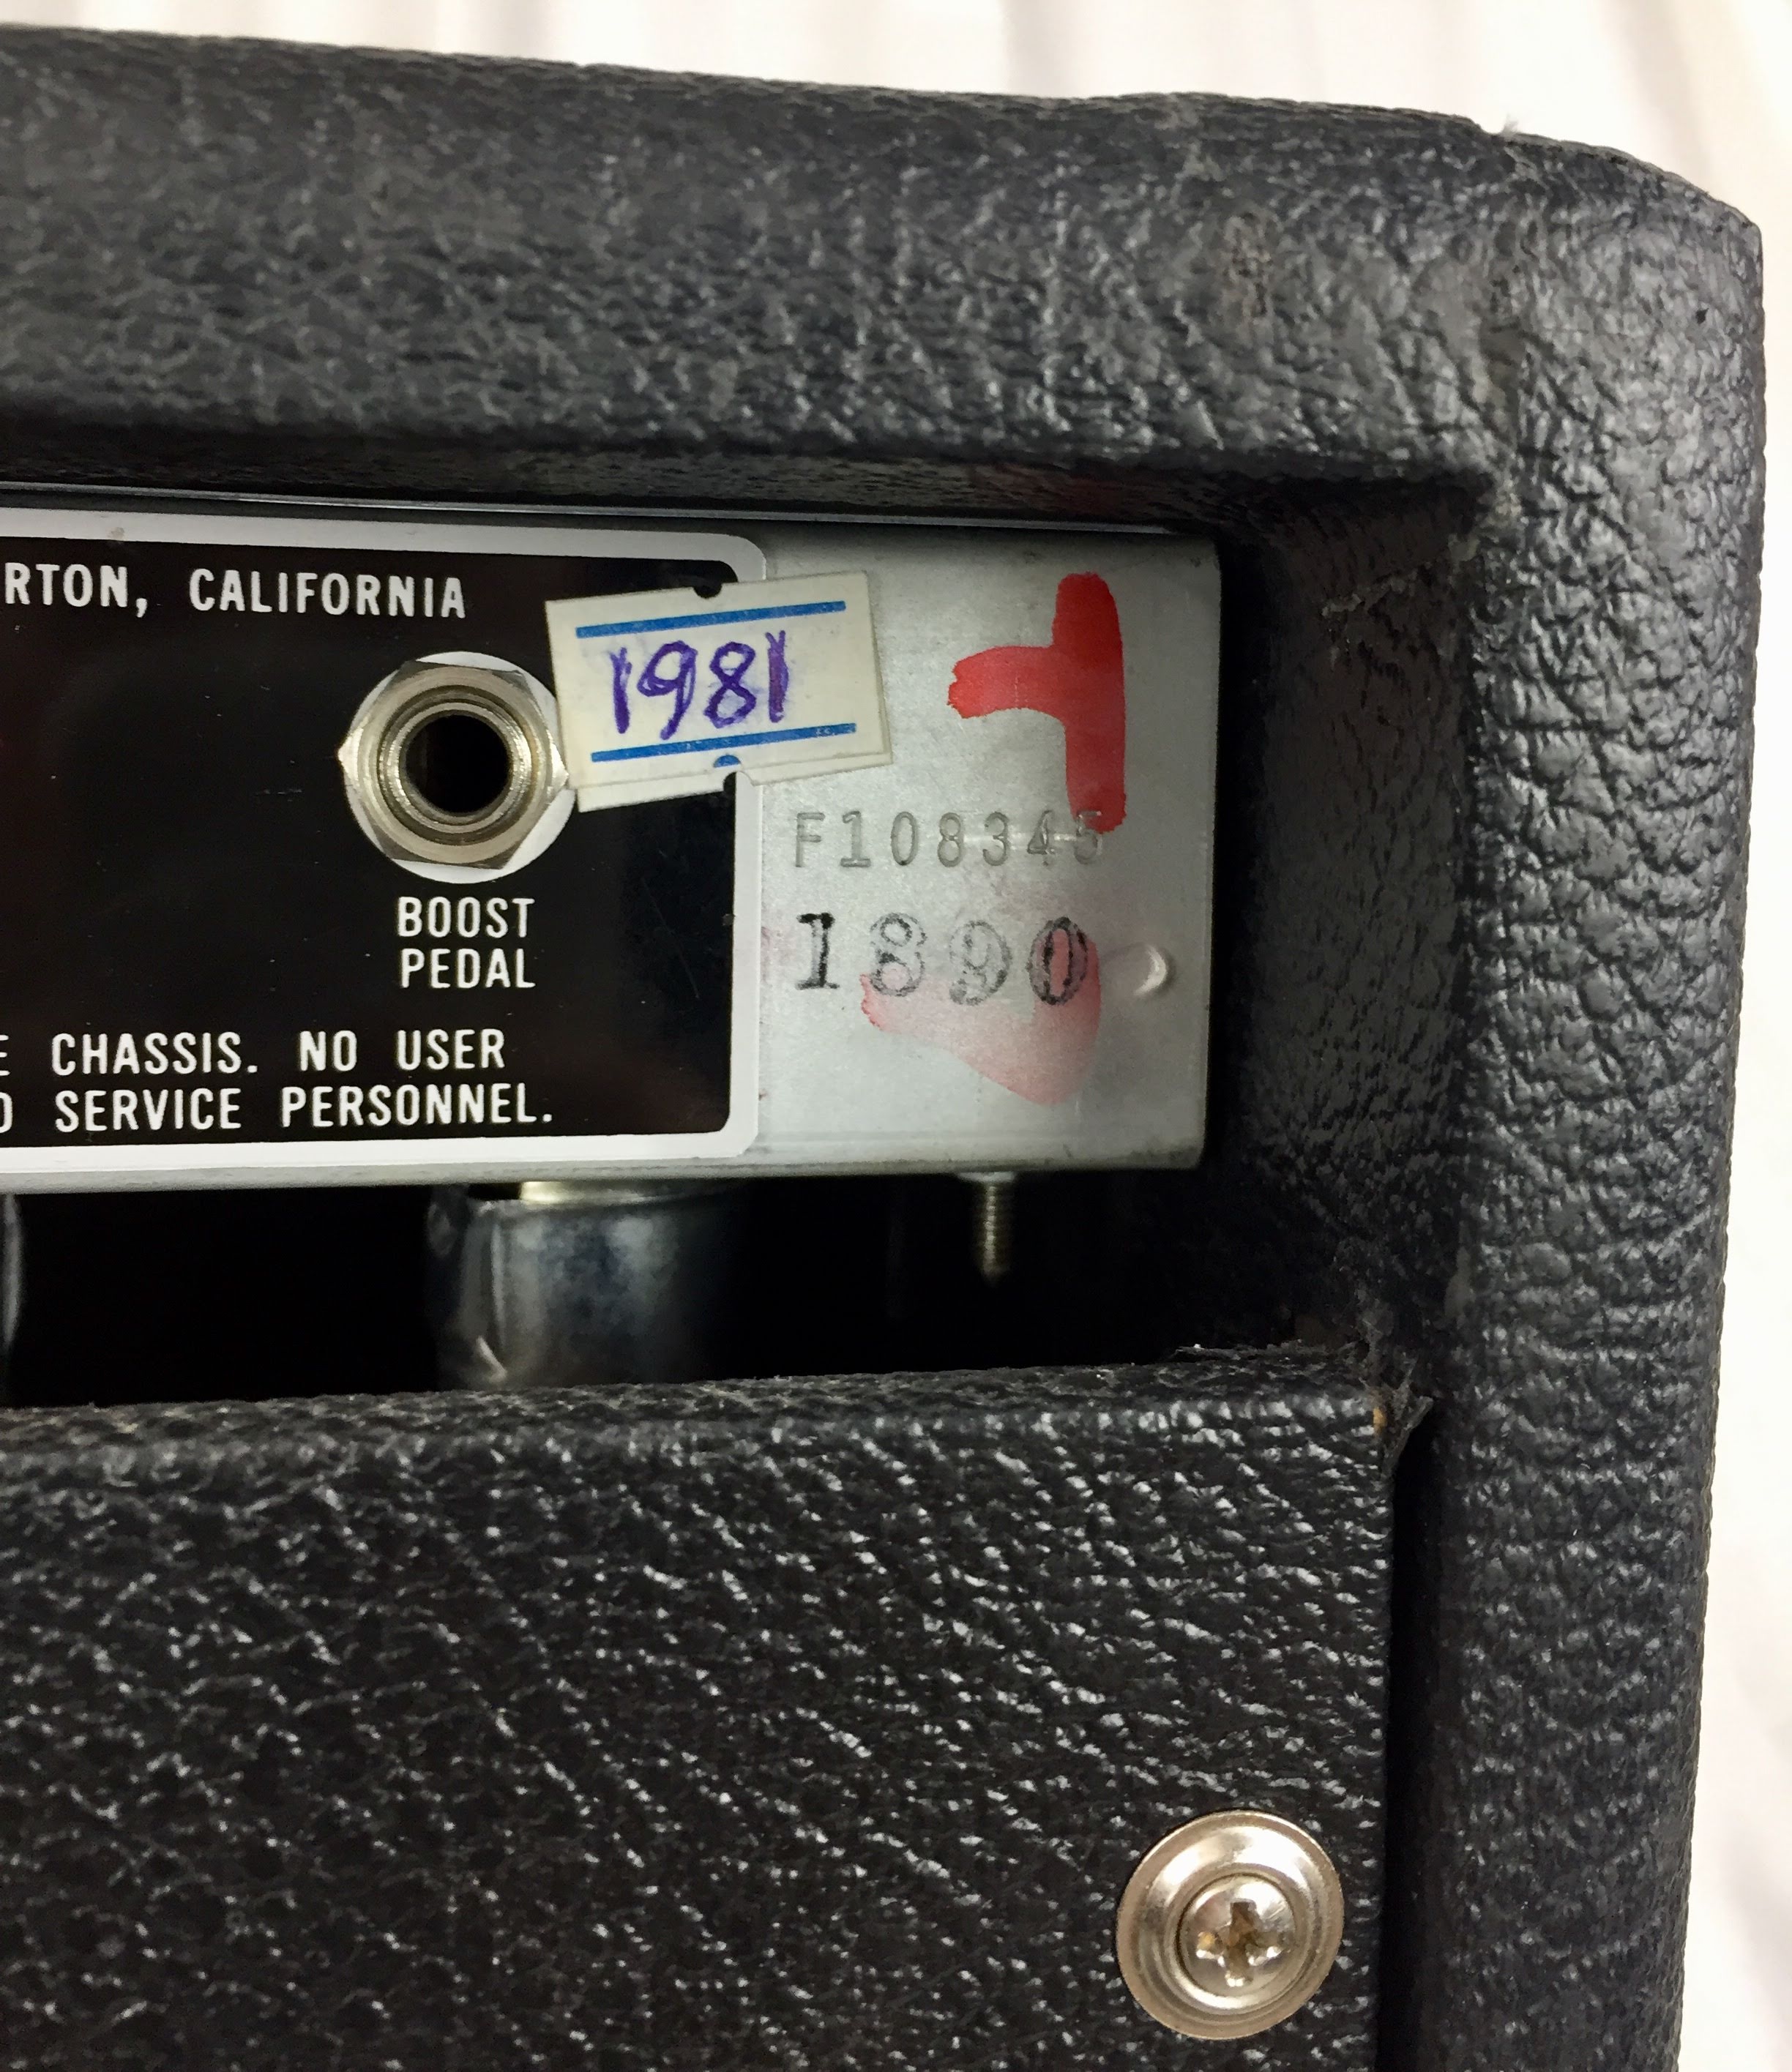 RTON, CALIFORNIA
1981
F108345
BOOST
PEDAL
1890
E CHASSIS. NO USER
D SERVICE PERSONNEL.